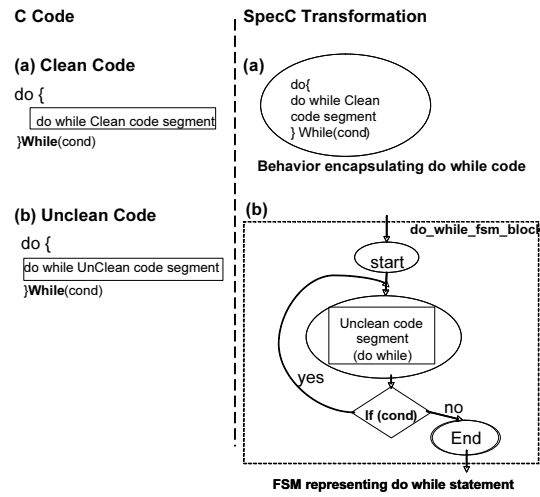 C Code
(a) Clean Code
do {
do while Clean code segment
}While(cond)
(b) Unclean Code
do {
do while UnClean code segment
}While(cond)
SpecC Transformation
(a)
do{
do while Clean
code segment
} While(cond)
Behavior encapsulating do while code
(b)
do_while_fsm_block
start
Unclean code
segment
(do while)
yes
If (cond)
no
End
FSM representing do while statement